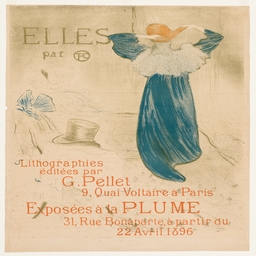 ELLES
par
Lithographies
éditées par
G. Pellet
9, Quai Voltaire à Paris
Exposées à la PLUME
31, Rue Bonaparte, à partir du
22 Avril 1896